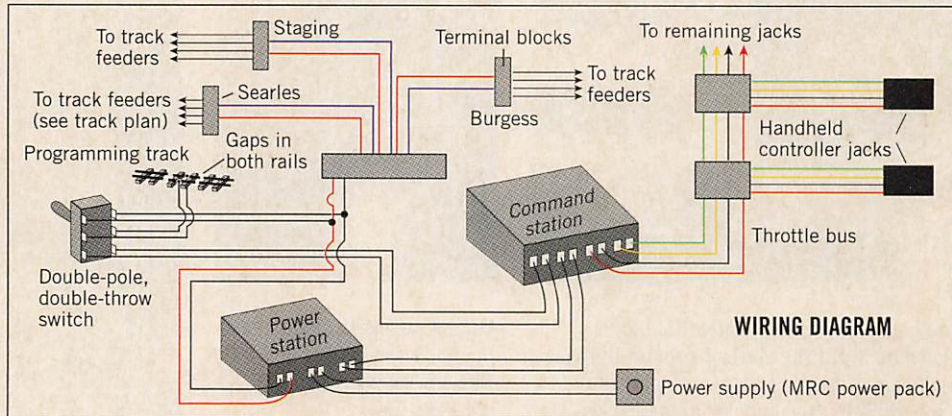 To track
feeders
Staging
Terminal blocks
To remaining jacks
To track feeders
(see track plan)
Searles
To track
feeders
Burgess
Programming track
Gaps in
both rails
Handheld
controller jacks
Command
station
Throttle bus
Double-pole,
double-throw
switch
Power
station
WIRING DIAGRAM
Power supply (MRC power pack)